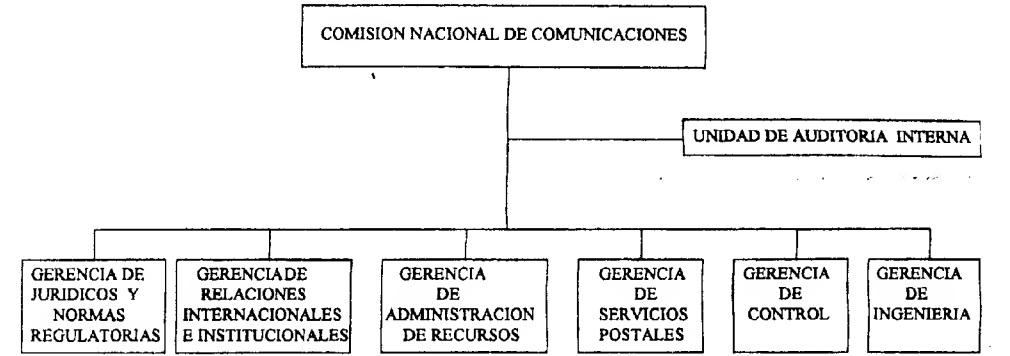 COMISION NACIONAL DE COMUNICACIONES
UNIDAD DE AUDITORIA INTERNA
GERENCIA DE
JURIDICOS Y
NORMAS
REGULATORIAS
GERENCIA DE
RELACIONES
INTERNACIONALES
E INSTITUCIONALES
GERENCIA
DE
ADMINISTRACION
DE RECURSOS
GERENCIA
DE
SERVICIOS
POSTALES
GERENCIA
DE
CONTROL
GERENCIA
DE
INGENIERIA